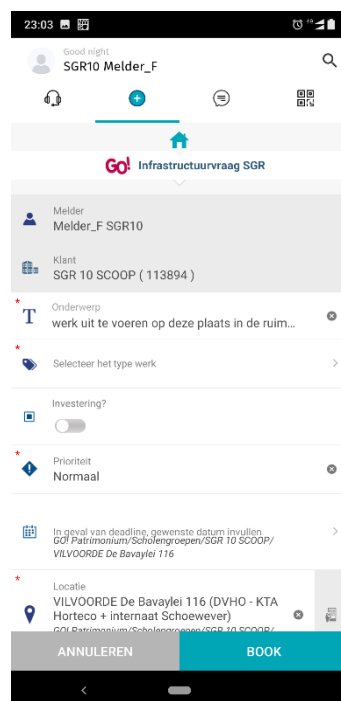 23:03
Good night
SGR10 Melder_F
GO! Infrastructuurvraag SGR
Melder
Melder_F SGR10
Klant
SGR 10 SCOOP ( 113894 )
* Onderwerp
werk uit te voeren op deze plaats in de ruim...
* Selecteer het type werk
Investering?
* Prioriteit
Normaal
In geval van deadline, gewenste datum invullen
GO! Patrimonium/Scholengroepen/SGR 10 SCOOP/
VILVOORDE De Bavaylei 116
* Locatie
VILVOORDE De Bavaylei 116 (DVHO - KTA
Horteco + internaat Schoewever)
GO! Patrimonium/Scholengroepen/SGR 10 SCOOP/
ANNULEREN BOOK